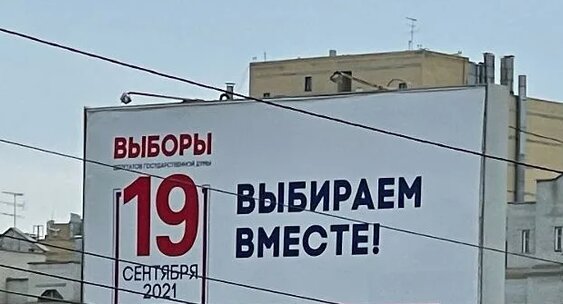 ВЫБОРЫ
ДЕПУТАТОВ ГОСУДАРСТВЕННОЙ ДУМЫ
19
СЕНТЯБРЯ
2021
ВЫБИРАЕМ
ВМЕСТЕ!